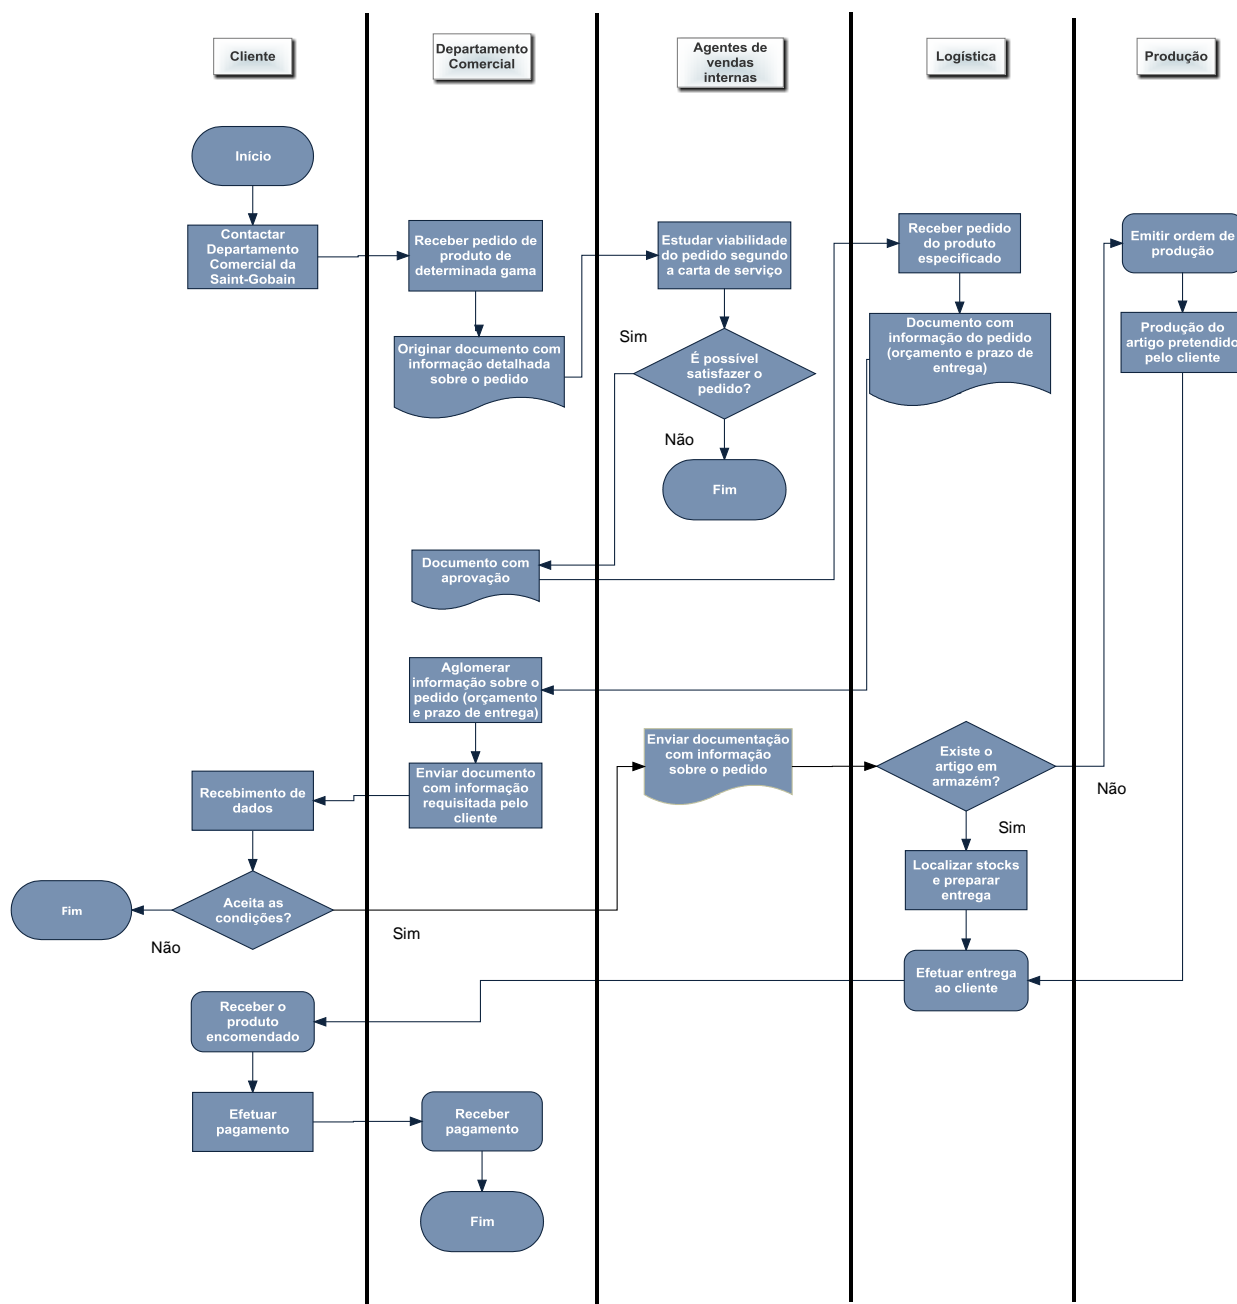 Cliente
Departamento
Comercial
Agentes de
vendas
internas
Logística
Produção
Início
Contactar
Departamento
Comercial da
Saint-Gobain
Receber pedido de
produto de
determinada gama
Estudar viabilidade
do pedido segundo
a carta de serviço
Receber pedido
do produto
especificado
Emitir ordem de
produção
Originar documento com
informação detalhada
sobre o pedido
Sim
É possível
satisfazer o
pedido?
Documento com
informação do pedido
(orçamento e prazo de
entrega)
Produção do
artigo pretendido
pelo cliente
Não
Fim
Documento com
aprovação
Aglomerar
informação sobre o
pedido (orçamento
e prazo de entrega)
Enviar documentação
com informação
sobre o pedido
Existe o
artigo em
armazém?
Não
Sim
Recebimento de
dados
Enviar documento
com informação
requisitada pelo
cliente
Localizar stocks
e preparar
entrega
Fim
Aceita as
condições?
Não
Sim
Efetuar entrega
ao cliente
Receber o
produto
encomendado
Efetuar
pagamento
Receber
pagamento
Fim